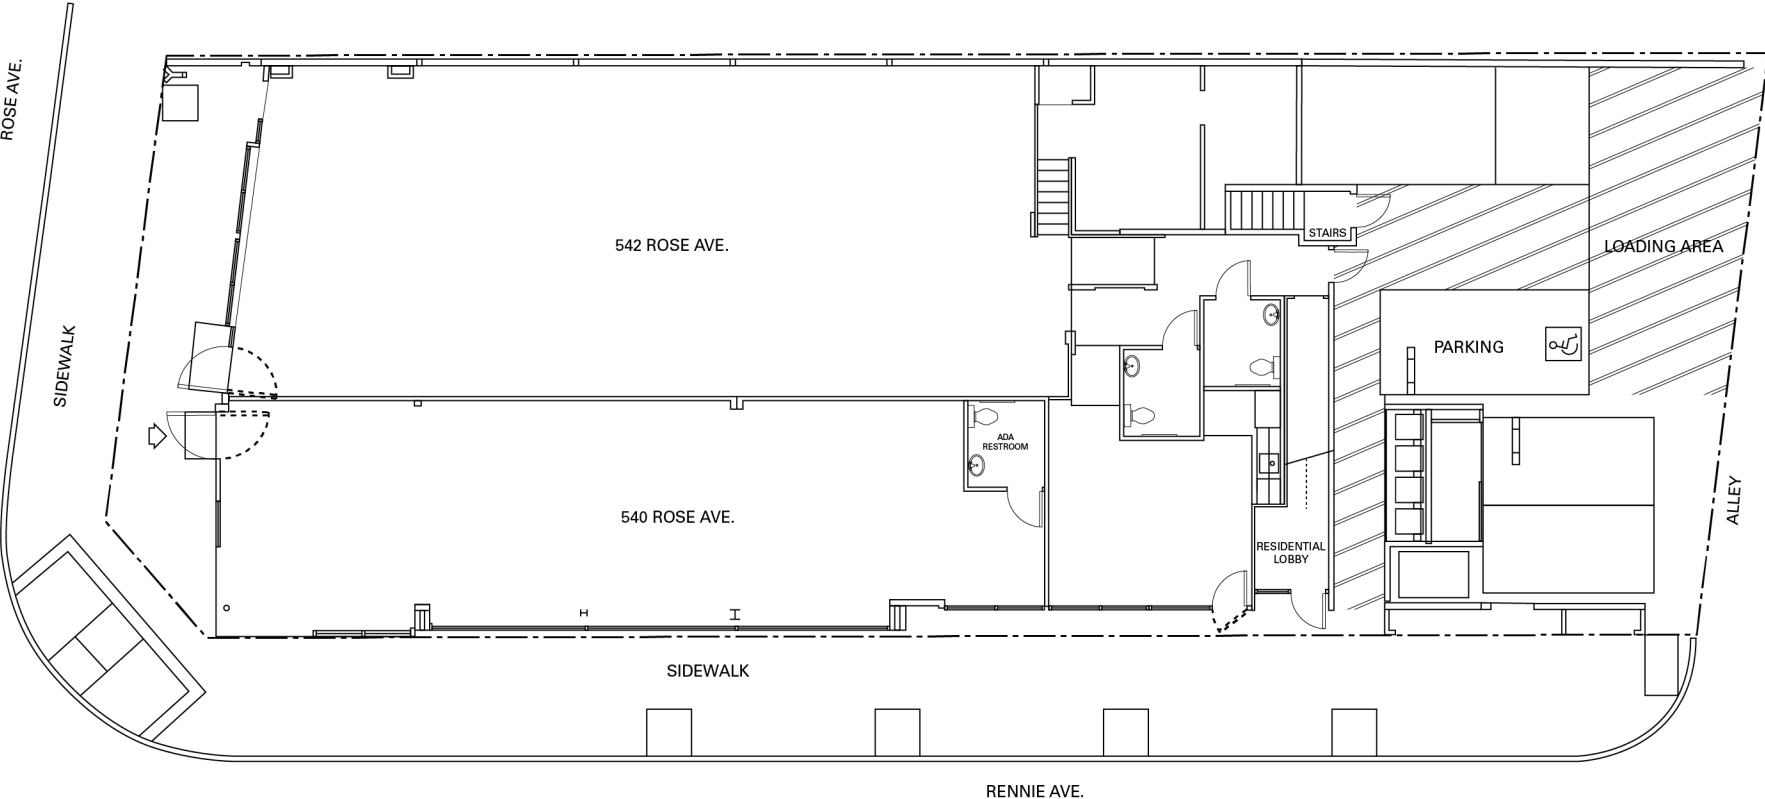 ROSE AVE.
SIDEWALK
542 ROSE AVE.
STAIRS
LOADING AREA
PARKING
ADA
RESTROOM
540 ROSE AVE.
RESIDENTIAL
LOBBY
ALLEY
SIDEWALK
RENNIE AVE.